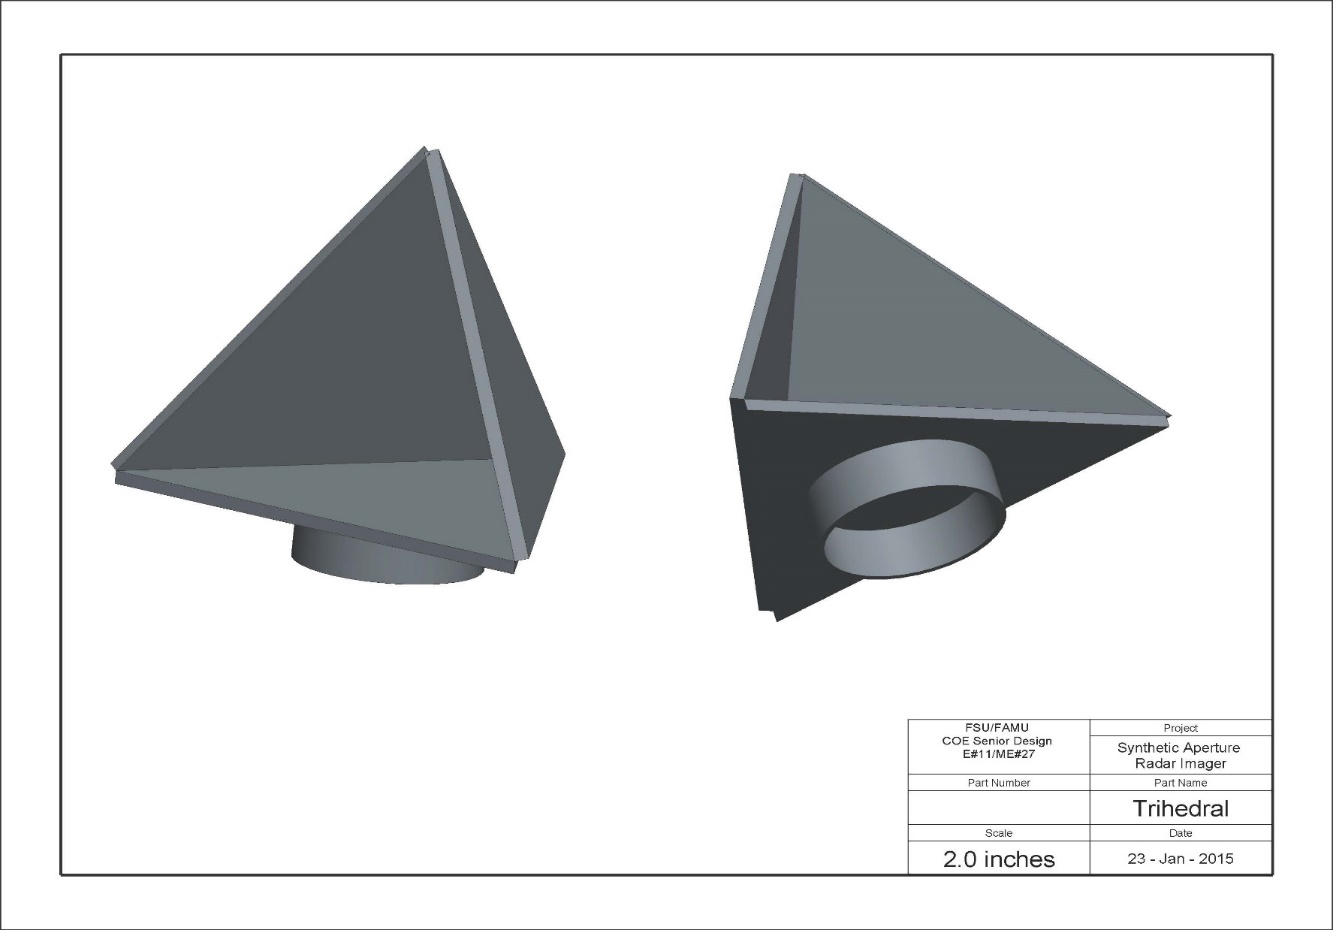 FSU/FAMU
COE Senior Design
E#11/ME#27
Project
Synthetic Aperture
Radar Imager
Part Number
Part Name
Trihedral
Scale
Date
2.0 inches
23 - Jan - 2015